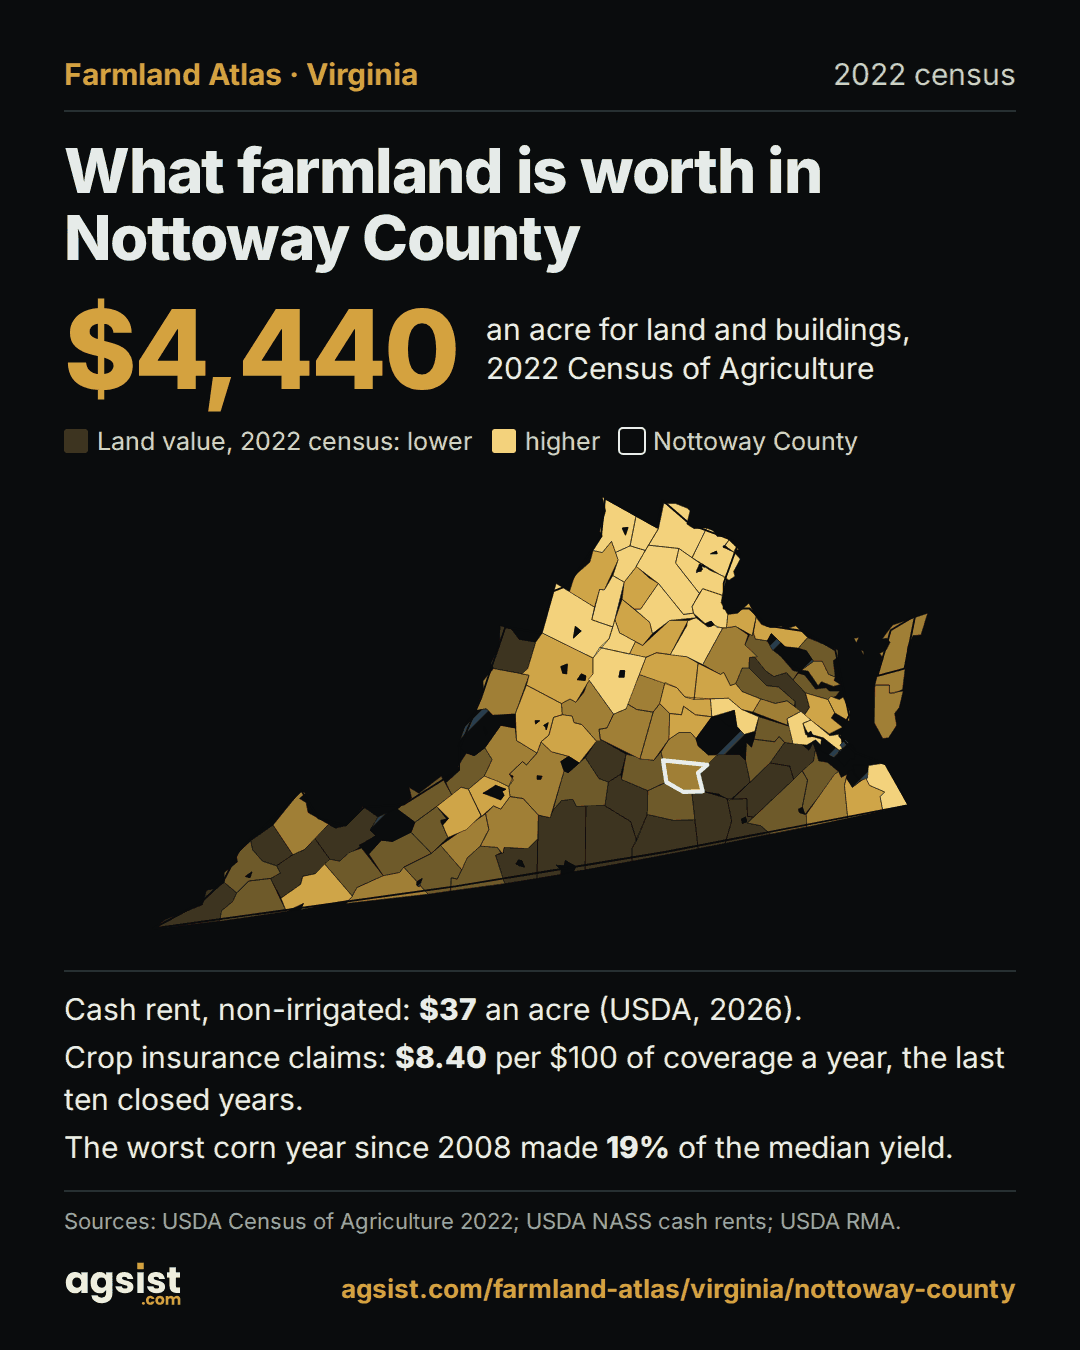 Farmland Atlas · Virginia
2022 census
What farmland is worth in
Nottoway County
$4,440
an acre for land and buildings,
2022 Census of Agriculture
Land value, 2022 census: lower
higher
Nottoway County
Cash rent, non-irrigated: $37 an acre (USDA, 2026).
Crop insurance claims: $8.40 per $100 of coverage a year, the last
ten closed years.
The worst corn year since 2008 made 19% of the median yield.
Sources: USDA Census of Agriculture 2022; USDA NASS cash rents; USDA RMA.
agsist
.com
agsist.com/farmland-atlas/virginia/nottoway-county